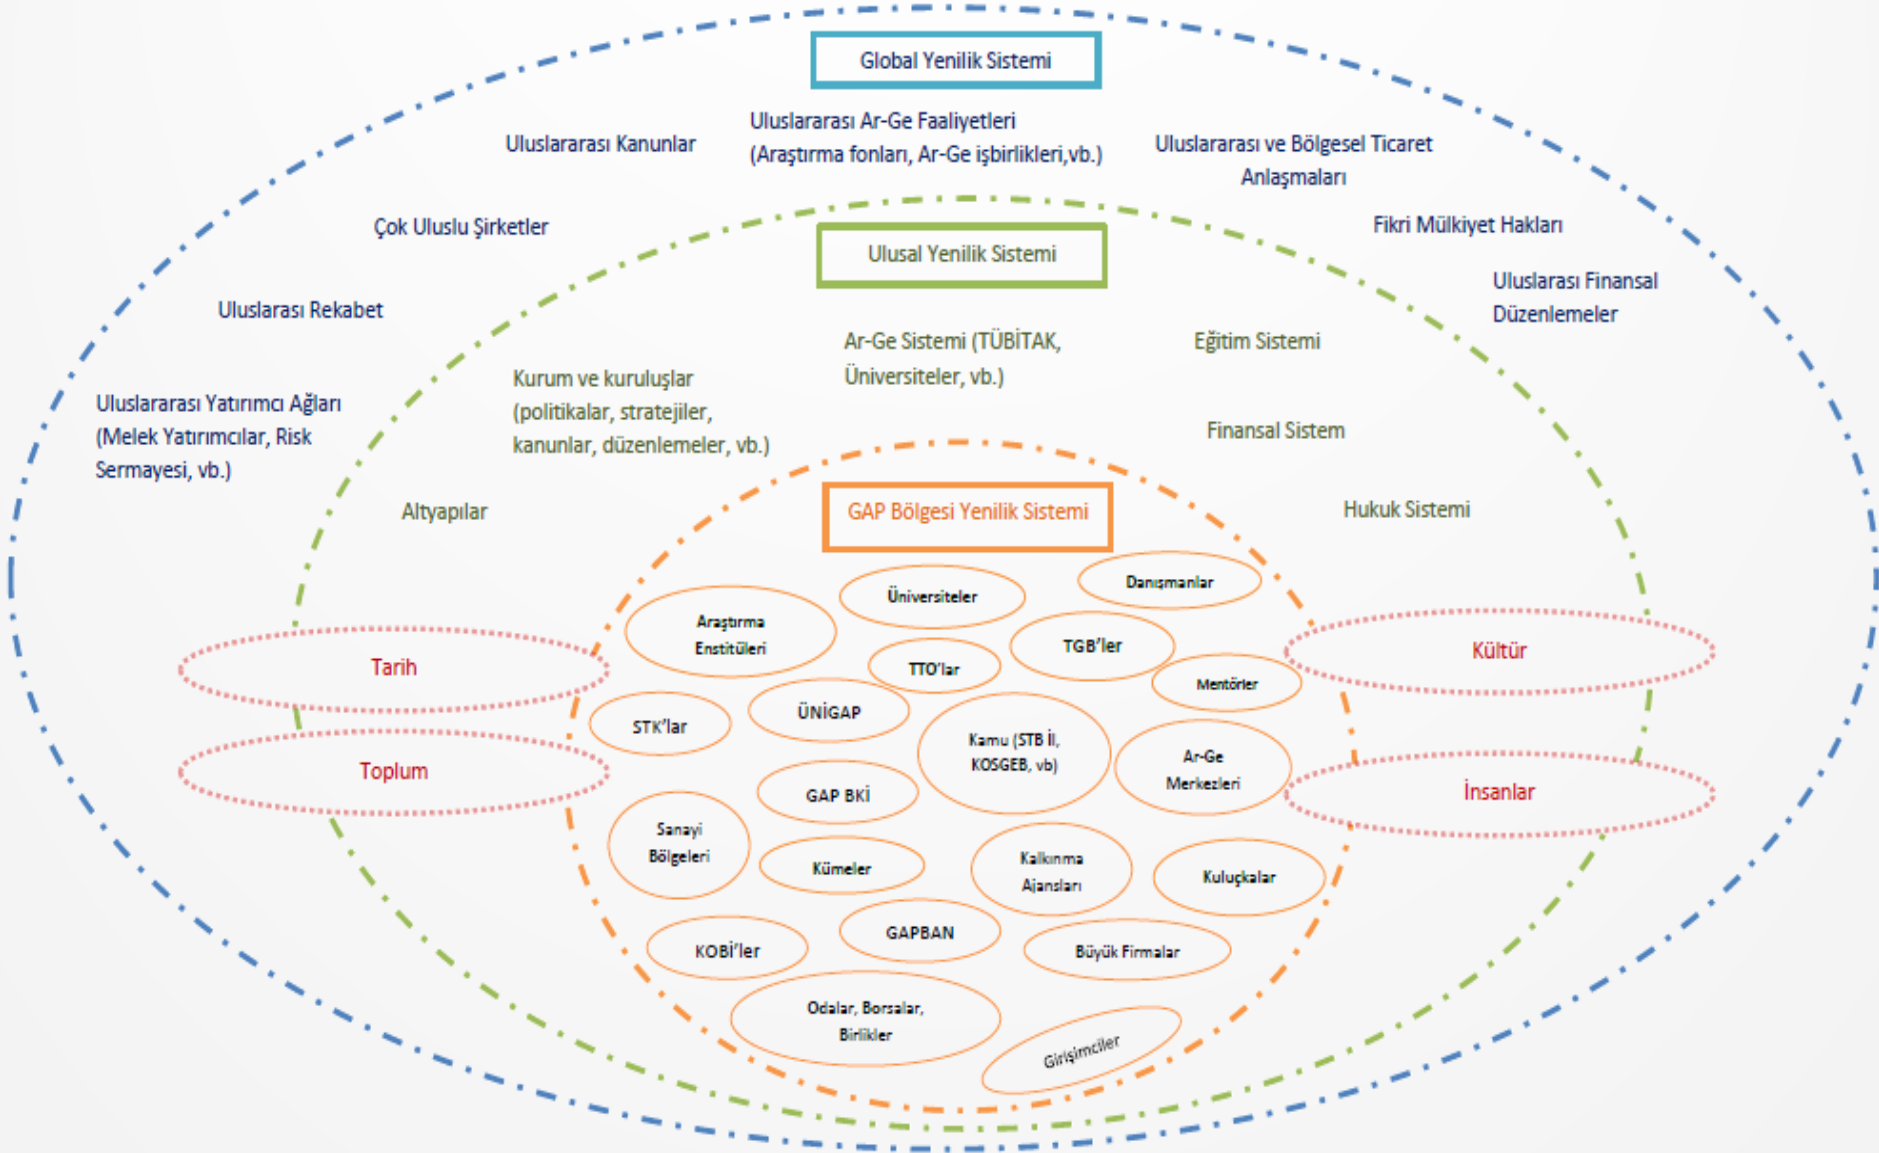 Global Yenilik Sistemi
Uluslararası Kanunlar
Uluslararası Ar-Ge Faaliyetleri
(Araştırma fonları, Ar-Ge işbirlikleri,vb.)
Uluslararası ve Bölgesel Ticaret
Anlaşmaları
Çok Uluslu Şirketler
Fikri Mülkiyet Hakları
Ulusal Yenilik Sistemi
Uluslarası Rekabet
Uluslarası Finansal
Düzenlemeler
Ar-Ge Sistemi (TÜBİTAK,
Üniversiteler, vb.)
Eğitim Sistemi
Kurum ve kuruluşlar
(politikalar, stratejiler,
kanunlar, düzenlemeler, vb.)
Uluslararası Yatırımcı Ağları
(Melek Yatırımcılar, Risk
Sermayesi, vb.)
Finansal Sistem
Altyapılar
GAP Bölgesi Yenilik Sistemi
Hukuk Sistemi
Üniversiteler
Danışmanlar
Araştırma
Enstitüleri
TGB'ler
TTO'lar
Mentörler
Tarih
Kültür
STK'lar
ÜNİGAP
Kamu (STB İl,
KOSGEB, vb)
Ar-Ge
Merkezleri
Toplum
İnsanlar
GAP BKİ
Sanayi
Bölgeleri
Kümeler
Kalkınma
Ajansları
Kuluçkalar
KOBİ'ler
GAPBAN
Büyük Firmalar
Odalar, Borsalar,
Birlikler
Girişimciler